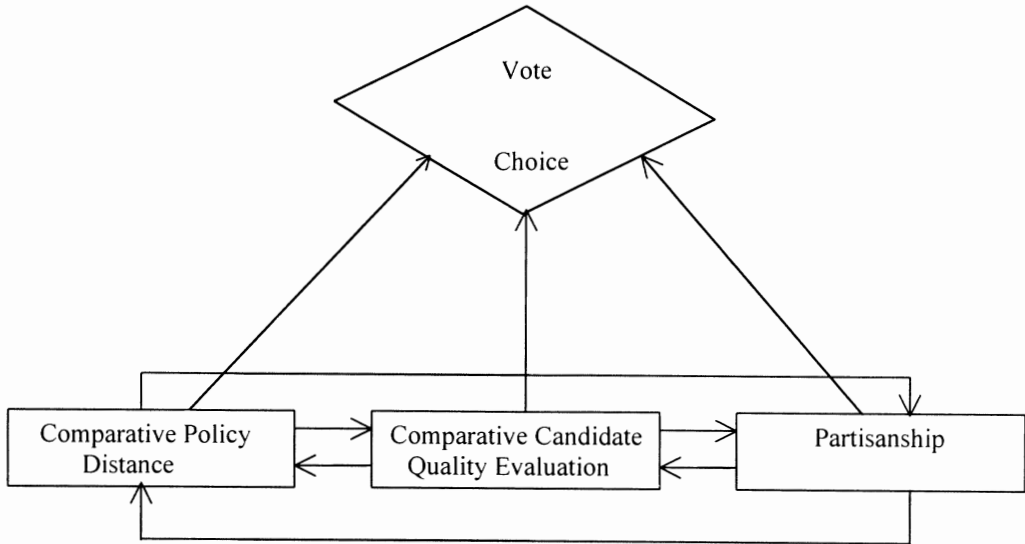 Vote
Choice
Comparative Policy
Distance
Comparative Candidate
Quality Evaluation
Partisanship